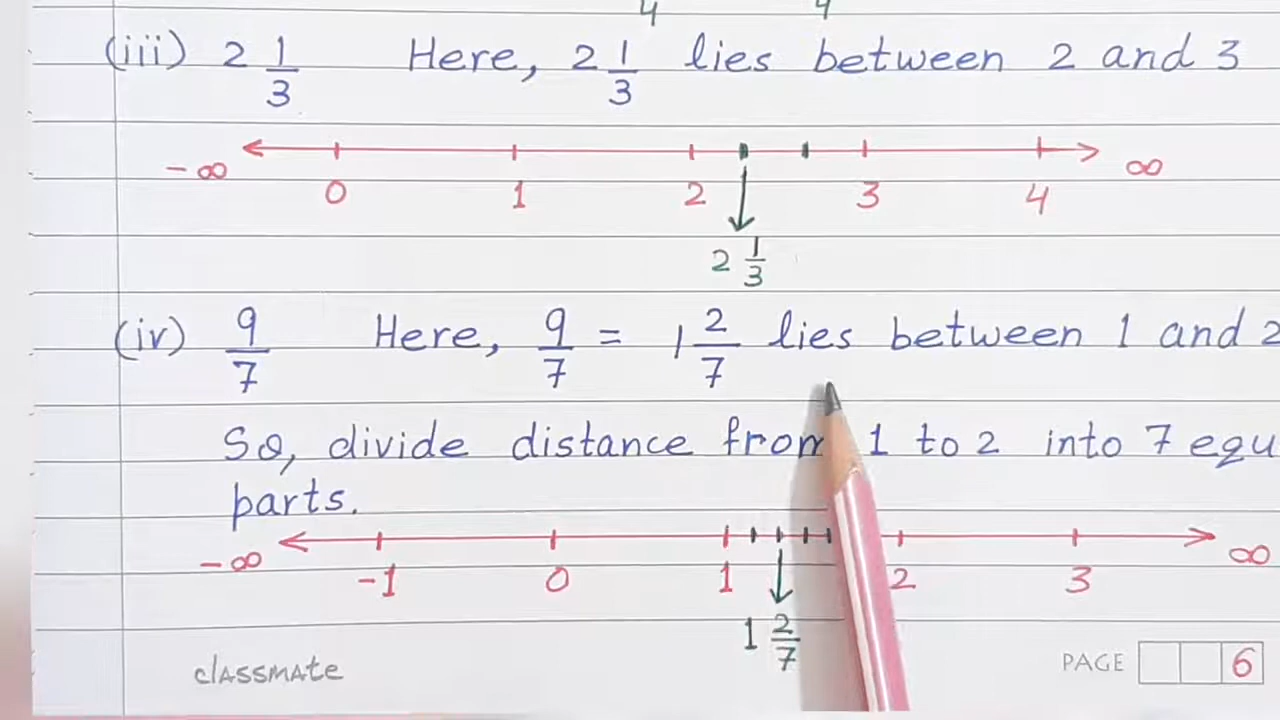 4 4
(iii) 2 1/3 Here, 2 1/3 lies between 2 and 3
-∞ 0 1 2 3 4 ∞
2 1/3
(iv) 9/7 Here, 9/7 = 1 2/7 lies between 1 and 2
So, divide distance from 1 to 2 into 7 equ
parts.
-∞ -1 0 1 2 3 ∞
1 2/7
classmate PAGE 6